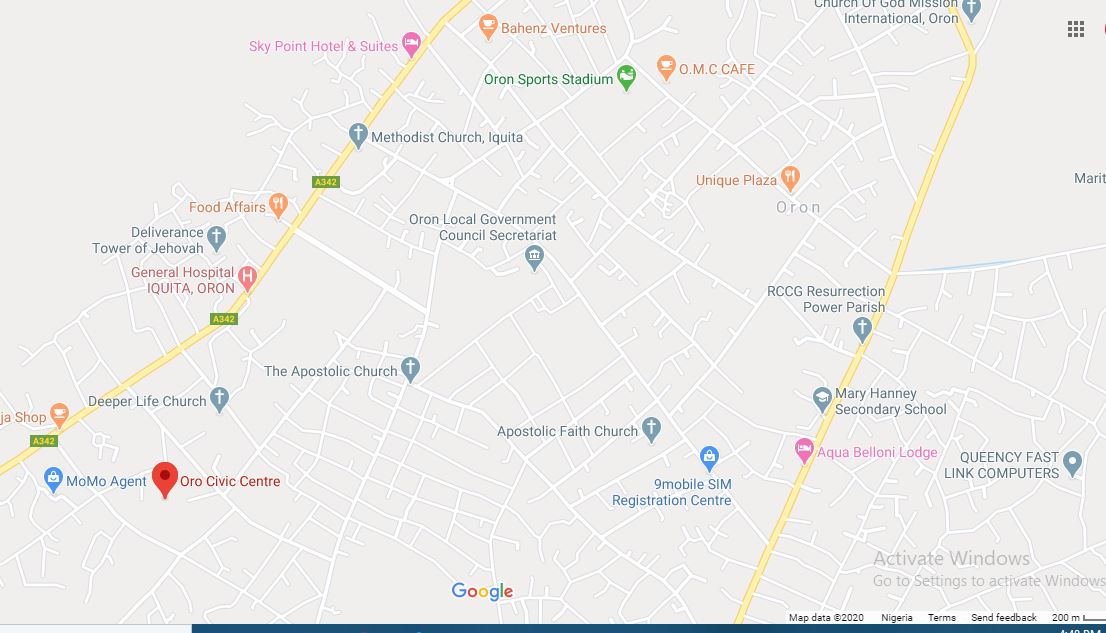 Church Of God Mission
International, Oron
Bahenz Ventures
Sky Point Hotel & Suites
O.M.C CAFE
Oron Sports Stadium
Methodist Church, Iquita
A342
Unique Plaza
Marit
Oron
Food Affairs
Oron Local Government
Council Secretariat
Deliverance
Tower of Jehovah
General Hospital
IQUITA, ORON
RCCG Resurrection
Power Parish
A342
The Apostolic Church
Deeper Life Church
Mary Hanney
Secondary School
ja Shop
Apostolic Faith Church
A342
Aqua Belloni Lodge
QUEENCY FAST
LINK COMPUTERS
MoMo Agent
Oro Civic Centre
9mobile SIM
Registration Centre
Activate Windows
Go to Settings to activate Windows
Google
Map data ©2020 Nigeria Terms Send feedback 200 m
4:40 PM